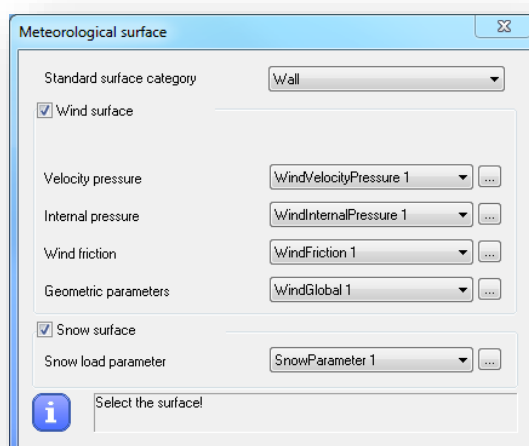 Meteorological surface
Standard surface category Wall
Wind surface
Velocity pressure WindVelocityPressure 1 ...
Internal pressure WindInternalPressure 1 ...
Wind friction WindFriction 1 ...
Geometric parameters WindGlobal 1 ...
Snow surface
Snow load parameter SnowParameter 1 ...
Select the surface!